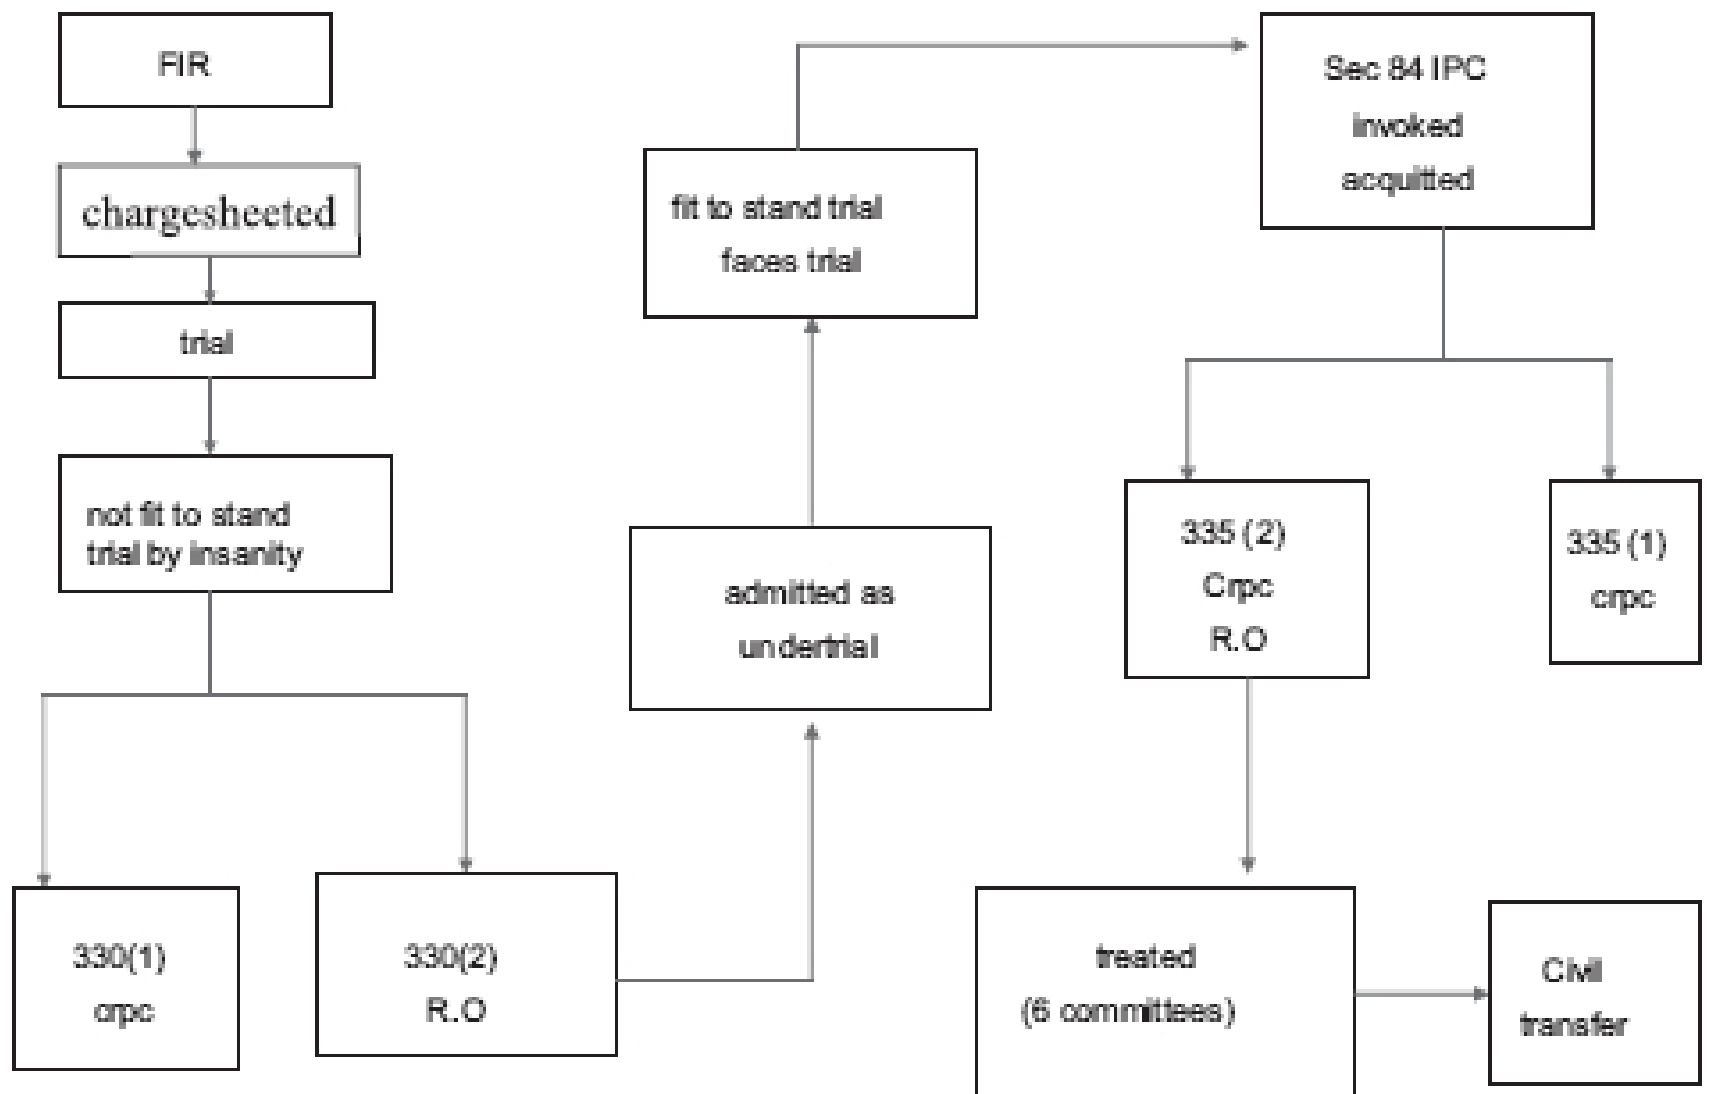 FIR
chargesheeted
trial
not fit to stand
trial by insanity
330(1)
crpc
330(2)
R.O
admitted as
undertrial
fit to stand trial
faces trial
Sec 84 IPC
invoked
acquitted
335 (2)
Crpc
R.O
335 (1)
crpc
treated
(6 committees)
Civil
transfer